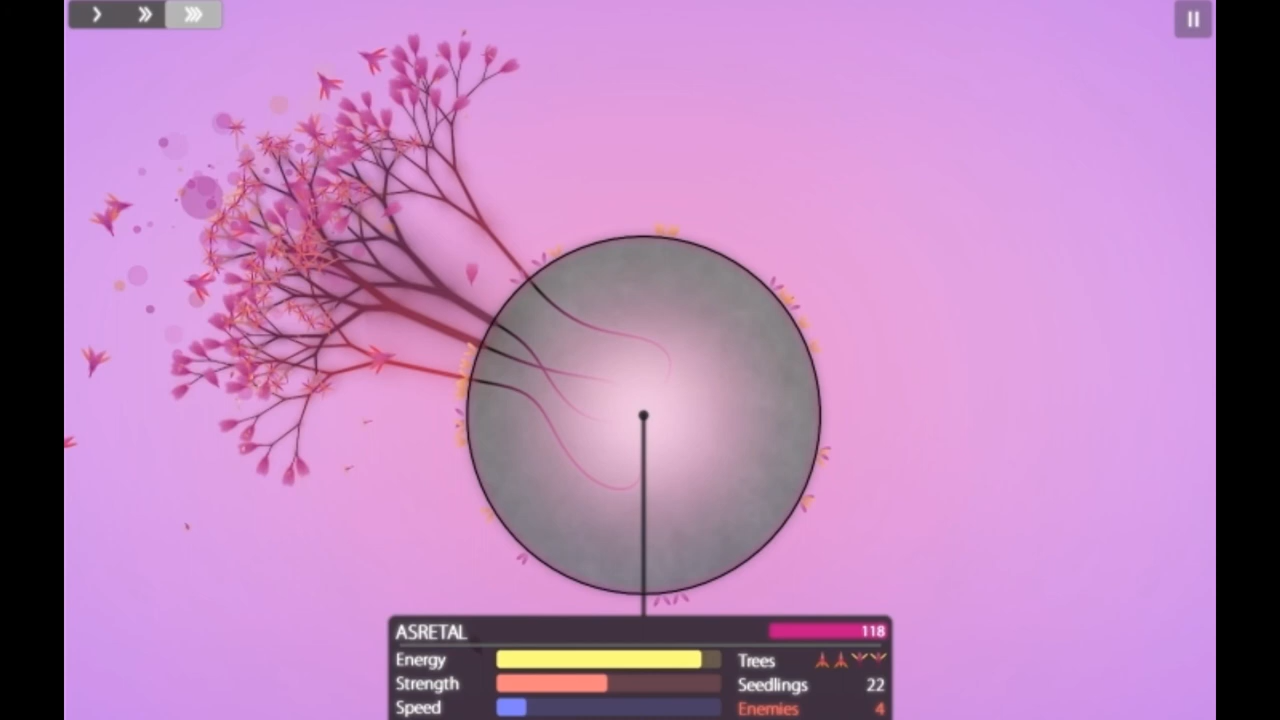 ASRETAL 118
Energy Trees
Strength Seedlings 22
Speed Enemies 4